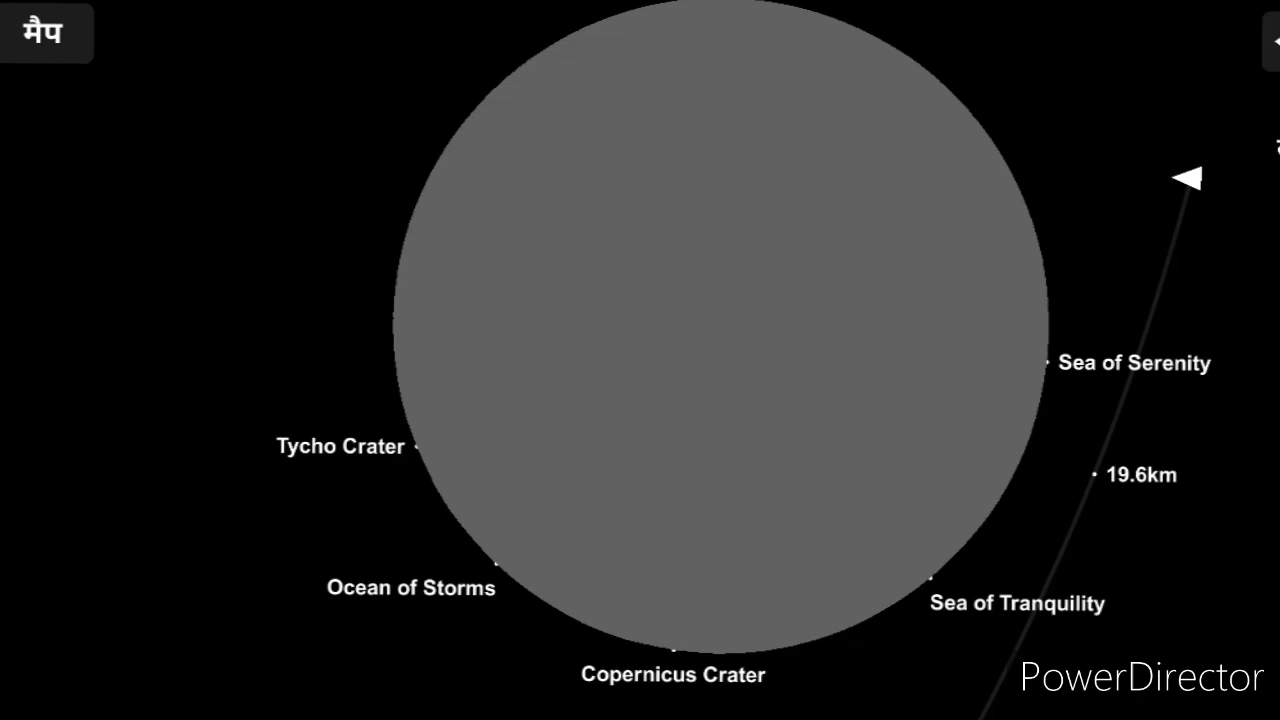 मैप
Sea of Serenity
Tycho Crater
19.6km
Ocean of Storms
Sea of Tranquility
Copernicus Crater
PowerDirector